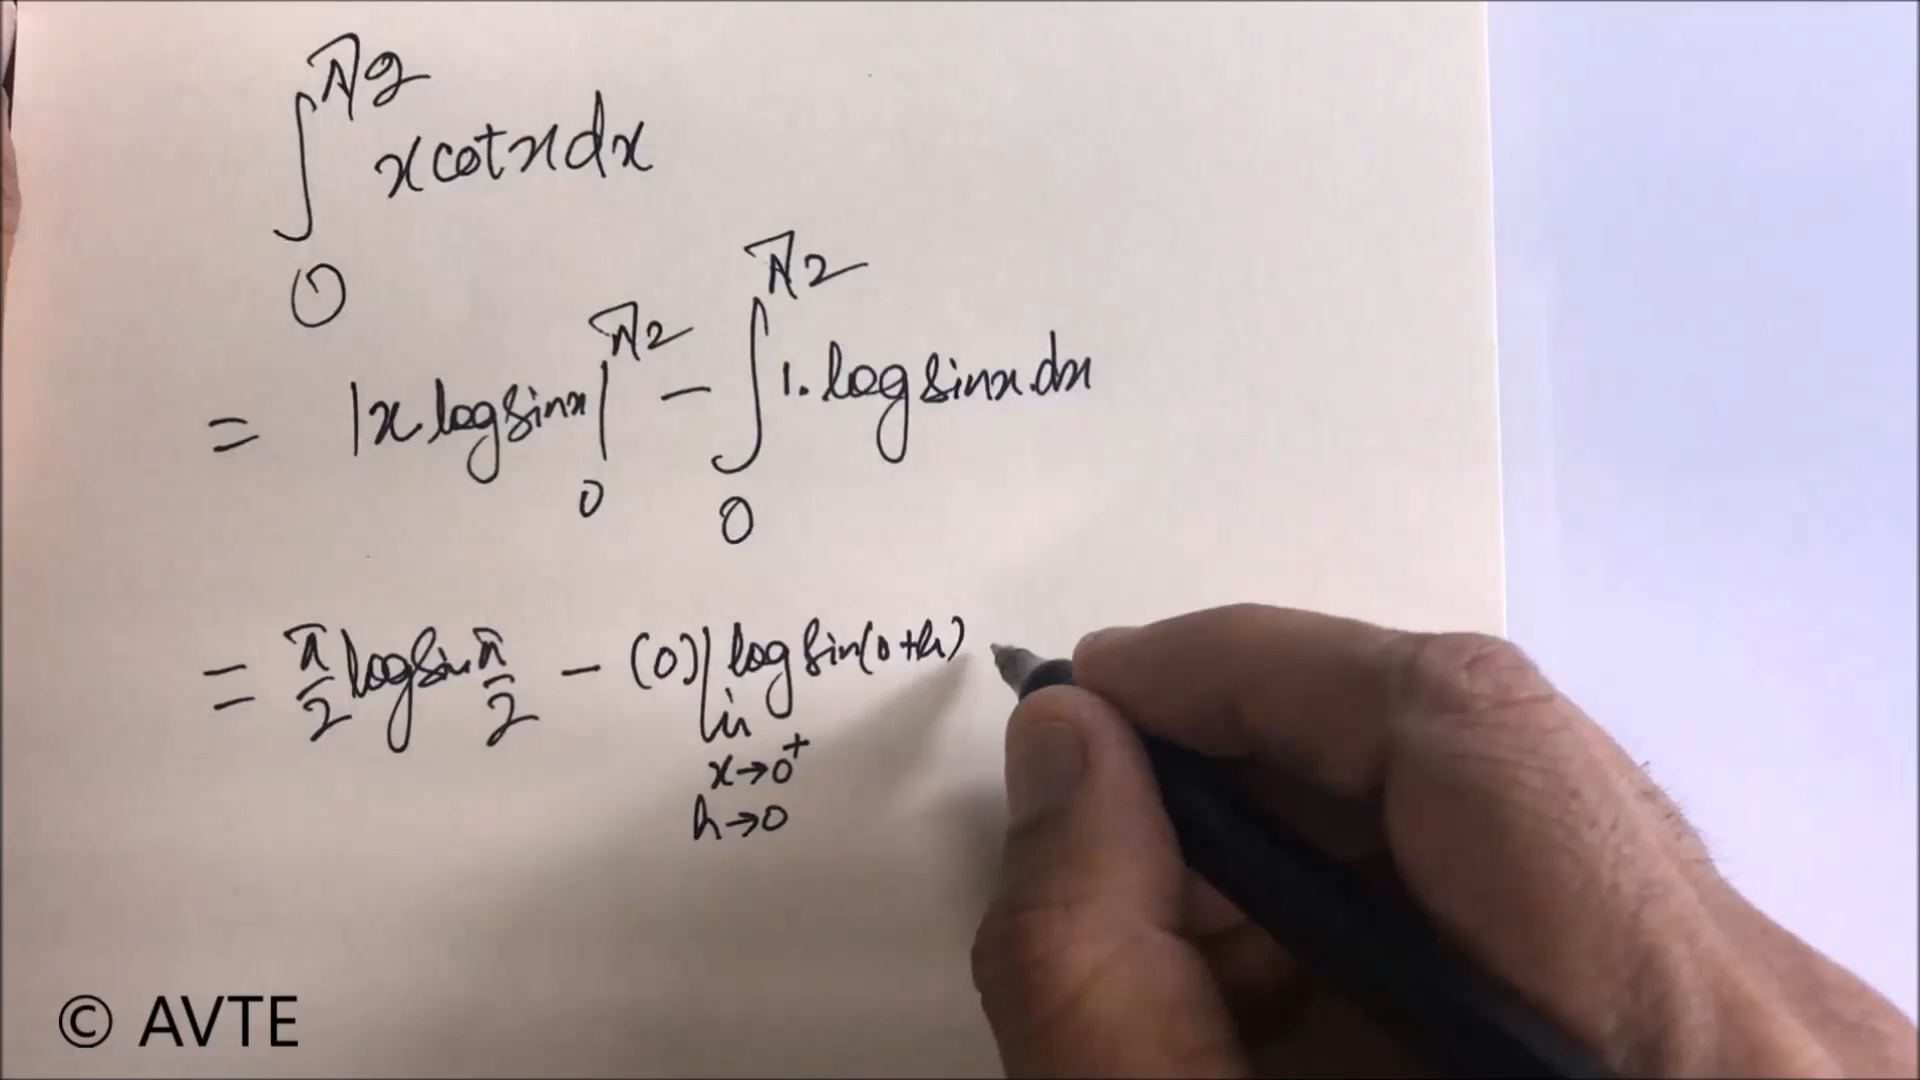 ∫₀^π/2 x cot x dx
= |x log sin x|₀^π/2 − ∫₀^π/2 1. log sin x. dx
= π/2 log sin π/2 − (0) | log sin(0+h)
li
x→0⁺
h→0
© AVTE